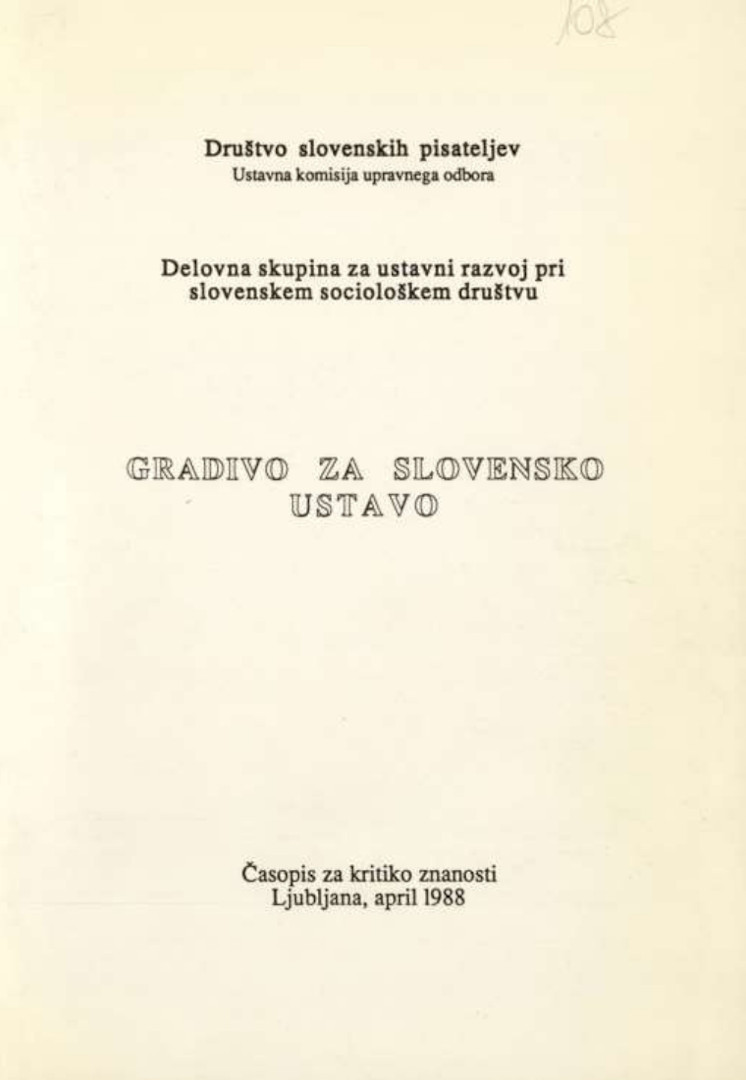 108
Društvo slovenskih pisateljev
Ustavna komisija upravnega odbora
Delovna skupina za ustavni razvoj pri
slovenskem sociološkem društvu
GRADIVO ZA SLOVENSKO
USTAVO
Časopis za kritiko znanosti
Ljubljana, april 1988